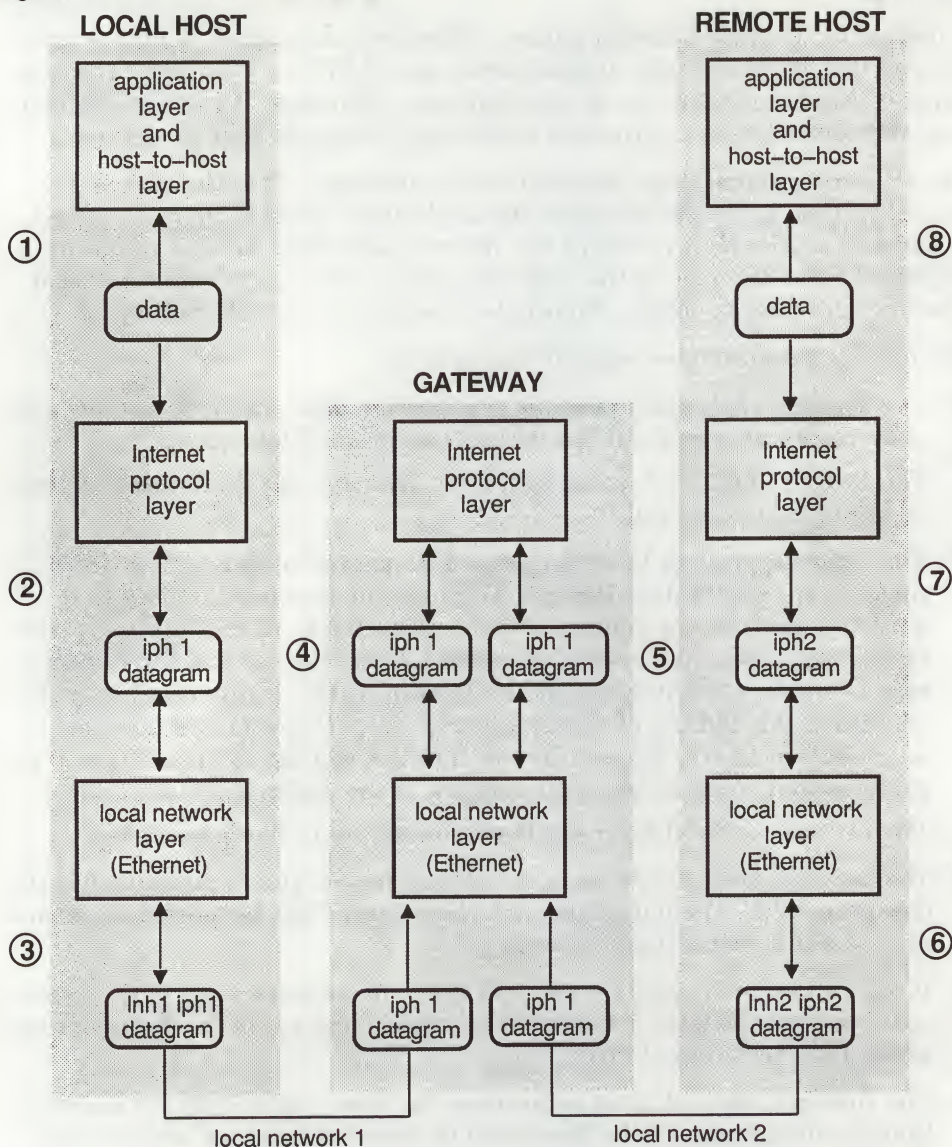 LOCAL HOST
application
layer
and
host–to–host
layer
①
data
Internet
protocol
layer
②
iph 1
datagram
local network
layer
(Ethernet)
③
lnh1 iph1
datagram
local network 1
GATEWAY
Internet
protocol
layer
④
iph 1
datagram
iph 1
datagram
⑤
local network
layer
(Ethernet)
iph 1
datagram
iph 1
datagram
local network 2
REMOTE HOST
application
layer
and
host–to–host
layer
⑧
data
Internet
protocol
layer
⑦
iph2
datagram
local network
layer
(Ethernet)
⑥
lnh2 iph2
datagram